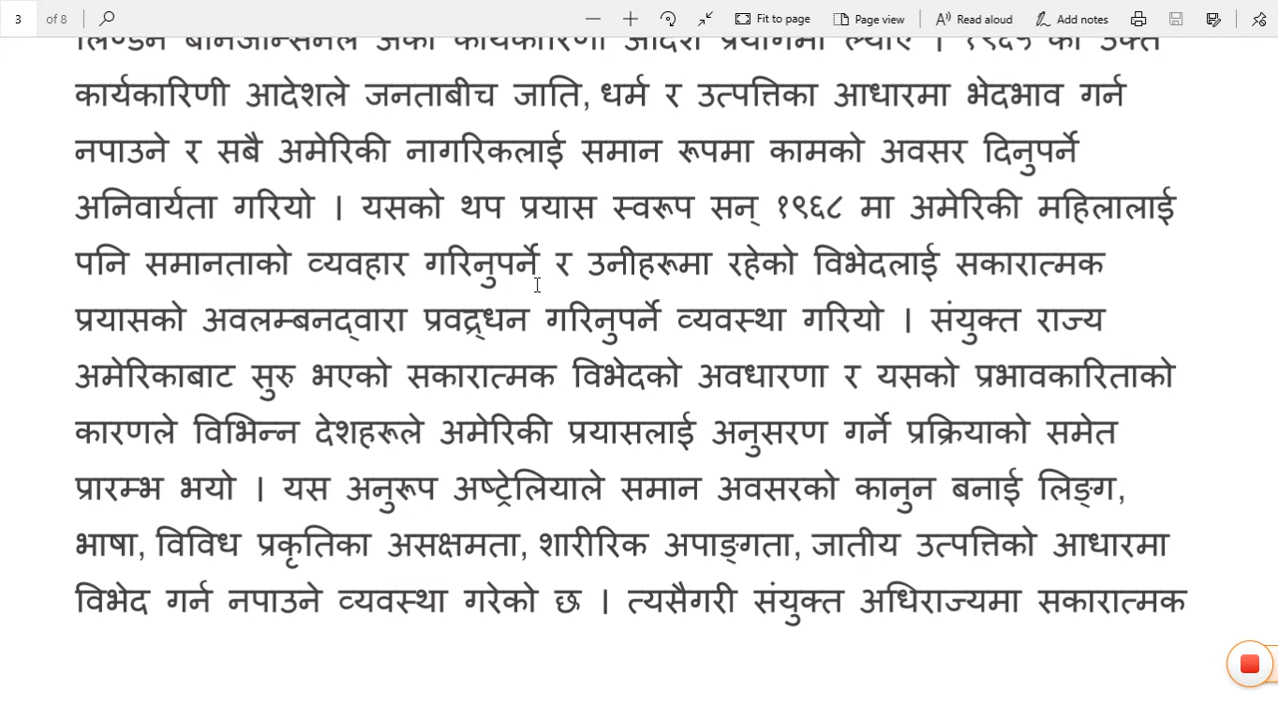 3 of 8 Fit to page Page view Read aloud Add notes
कार्यकारिणी आदेशले जनताबीच जाति, धर्म र उत्पत्तिका आधारमा भेदभाव गर्न
नपाउने र सबै अमेरिकी नागरिकलाई समान रूपमा कामको अवसर दिनुपर्ने
अनिवार्यता गरियो । यसको थप प्रयास स्वरूप सन् १९६८ मा अमेरिकी महिलालाई
पनि समानताको व्यवहार गरिनुपर्ने र उनीहरूमा रहेको विभेदलाई सकारात्मक
प्रयासको अवलम्बनद्वारा प्रवद्र्धन गरिनुपर्ने व्यवस्था गरियो । संयुक्त राज्य
अमेरिकाबाट सुरु भएको सकारात्मक विभेदको अवधारणा र यसको प्रभावकारिताको
कारणले विभिन्न देशहरूले अमेरिकी प्रयासलाई अनुसरण गर्ने प्रक्रियाको समेत
प्रारम्भ भयो । यस अनुरूप अष्ट्रेलियाले समान अवसरको कानुन बनाई लिङ्ग,
भाषा, विविध प्रकृतिका असक्षमता, शारीरिक अपाङ्गता, जातीय उत्पत्तिको आधारमा
विभेद गर्न नपाउने व्यवस्था गरेको छ । त्यसैगरी संयुक्त अधिराज्यमा सकारात्मक